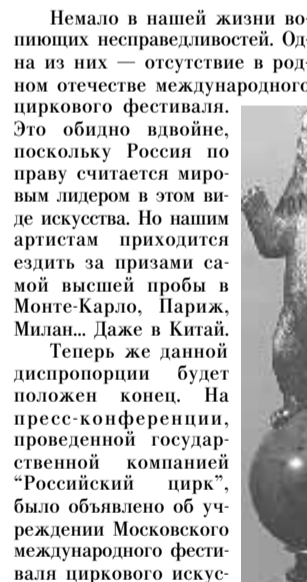 Немало в нашей жизни во-
пиющих несправедливостей. Од-
на из них — отсутствие в род-
ном отечестве международного
циркового фестиваля.
Это обидно вдвойне,
поскольку Россия по
праву считается миро-
вым лидером в этом ви-
де искусства. Но нашим
артистам приходится
ездить за призами са-
мой высшей пробы в
Монте-Карло, Париж,
Милан... Даже в Китай.
Теперь же данной
диспропорции будет
положен конец. На
пресс-конференции,
проведенной государ-
ственной компанией
“Российский цирк”,
было объявлено об уч-
реждении Московского
международного фести-
валя циркового искус-